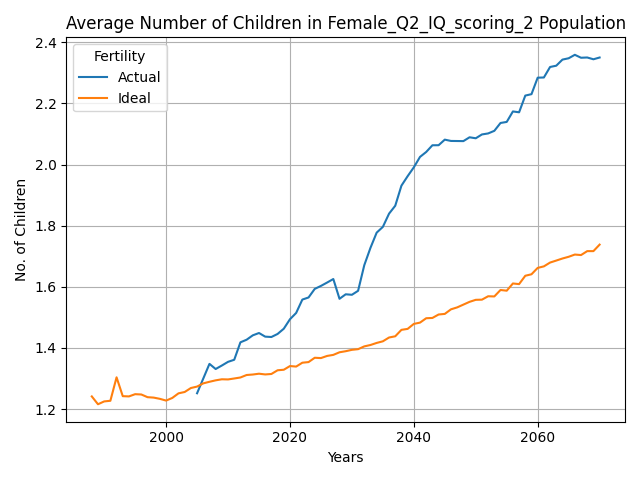 Average Number of Children in Female_Q2_IQ_scoring_2 Population
Fertility
Actual
Ideal
2.4
2.2
2.0
1.8
1.6
1.4
1.2
No. of Children
2000
2020
2040
2060
Years